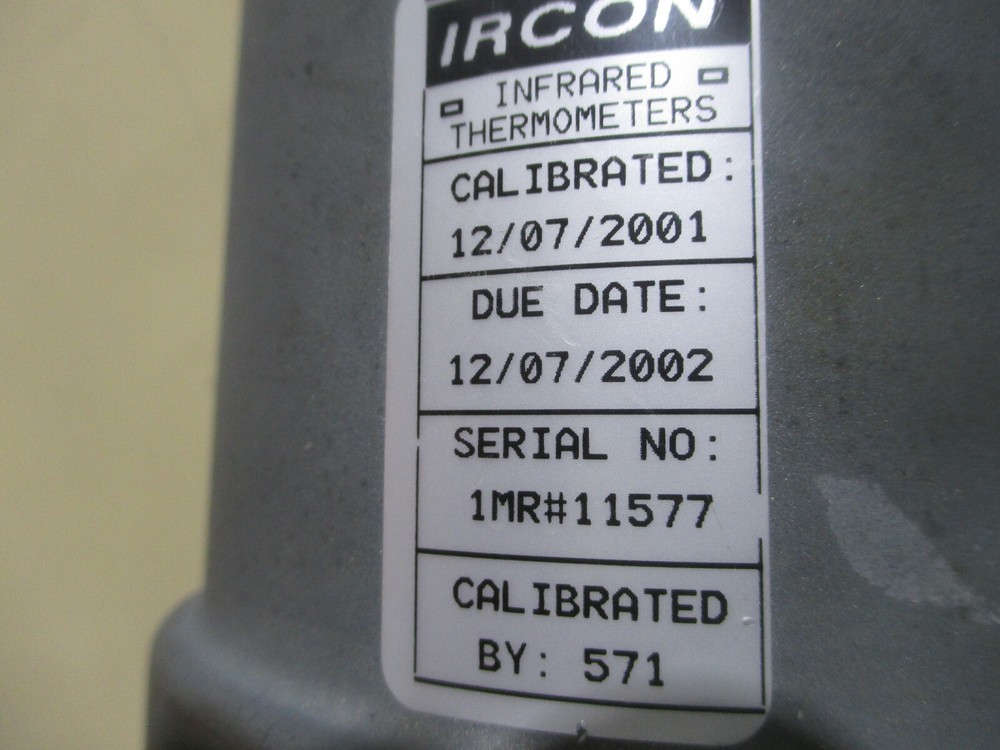 IRCON
INFRARED
THERMOMETERS
CALIBRATED:
12/07/2001
DUE DATE:
12/07/2002
SERIAL NO:
1MR#11577
CALIBRATED
BY: 571